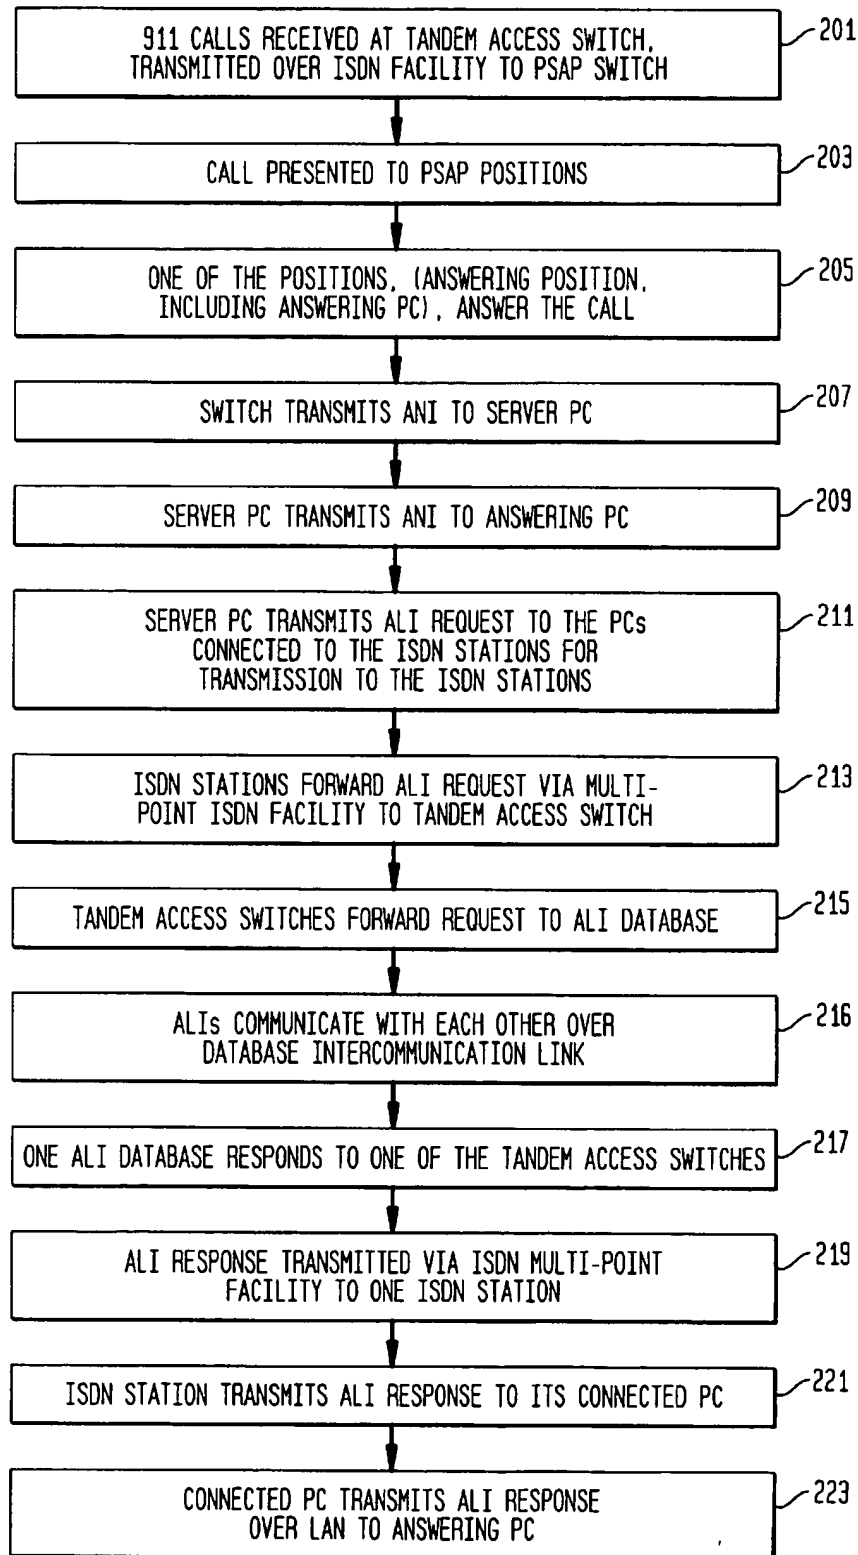 911 CALLS RECEIVED AT TANDEM ACCESS SWITCH,
TRANSMITTED OVER ISDN FACILITY TO PSAP SWITCH
201
CALL PRESENTED TO PSAP POSITIONS
203
ONE OF THE POSITIONS, (ANSWERING POSITION,
INCLUDING ANSWERING PC), ANSWER THE CALL
205
SWITCH TRANSMITS ANI TO SERVER PC
207
SERVER PC TRANSMITS ANI TO ANSWERING PC
209
SERVER PC TRANSMITS ALI REQUEST TO THE PCs
CONNECTED TO THE ISDN STATIONS FOR
TRANSMISSION TO THE ISDN STATIONS
211
ISDN STATIONS FORWARD ALI REQUEST VIA MULTI-
POINT ISDN FACILITY TO TANDEM ACCESS SWITCH
213
TANDEM ACCESS SWITCHES FORWARD REQUEST TO ALI DATABASE
215
ALIs COMMUNICATE WITH EACH OTHER OVER
DATABASE INTERCOMMUNICATION LINK
216
ONE ALI DATABASE RESPONDS TO ONE OF THE TANDEM ACCESS SWITCHES
217
ALI RESPONSE TRANSMITTED VIA ISDN MULTI-POINT
FACILITY TO ONE ISDN STATION
219
ISDN STATION TRANSMITS ALI RESPONSE TO ITS CONNECTED PC
221
CONNECTED PC TRANSMITS ALI RESPONSE
OVER LAN TO ANSWERING PC
223